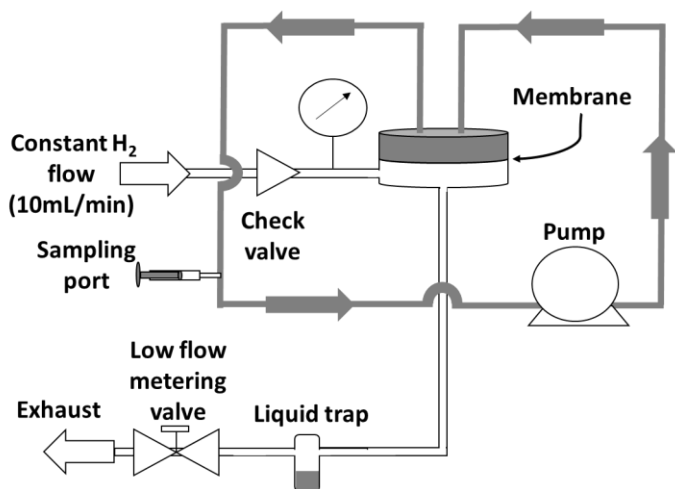 Membrane
Constant H₂
flow
(10mL/min)
Check
valve
Sampling
port
Pump
Low flow
metering
valve
Exhaust
Liquid trap